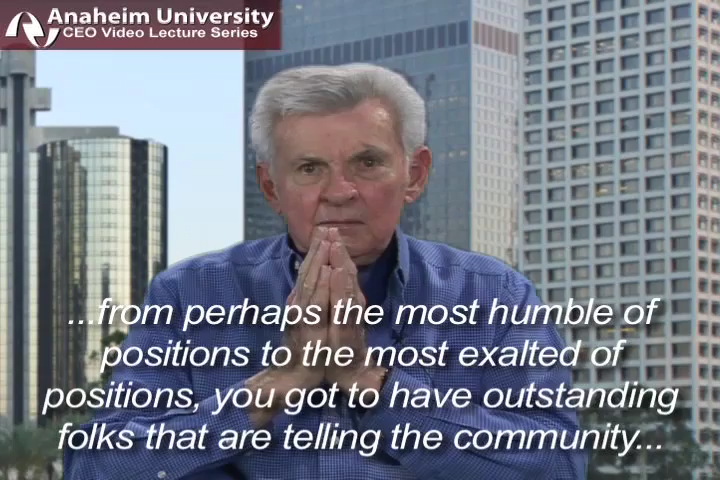 Anaheim University
CEO Video Lecture Series
...from perhaps the most humble of
positions to the most exalted of
positions, you got to have outstanding
folks that are telling the community...